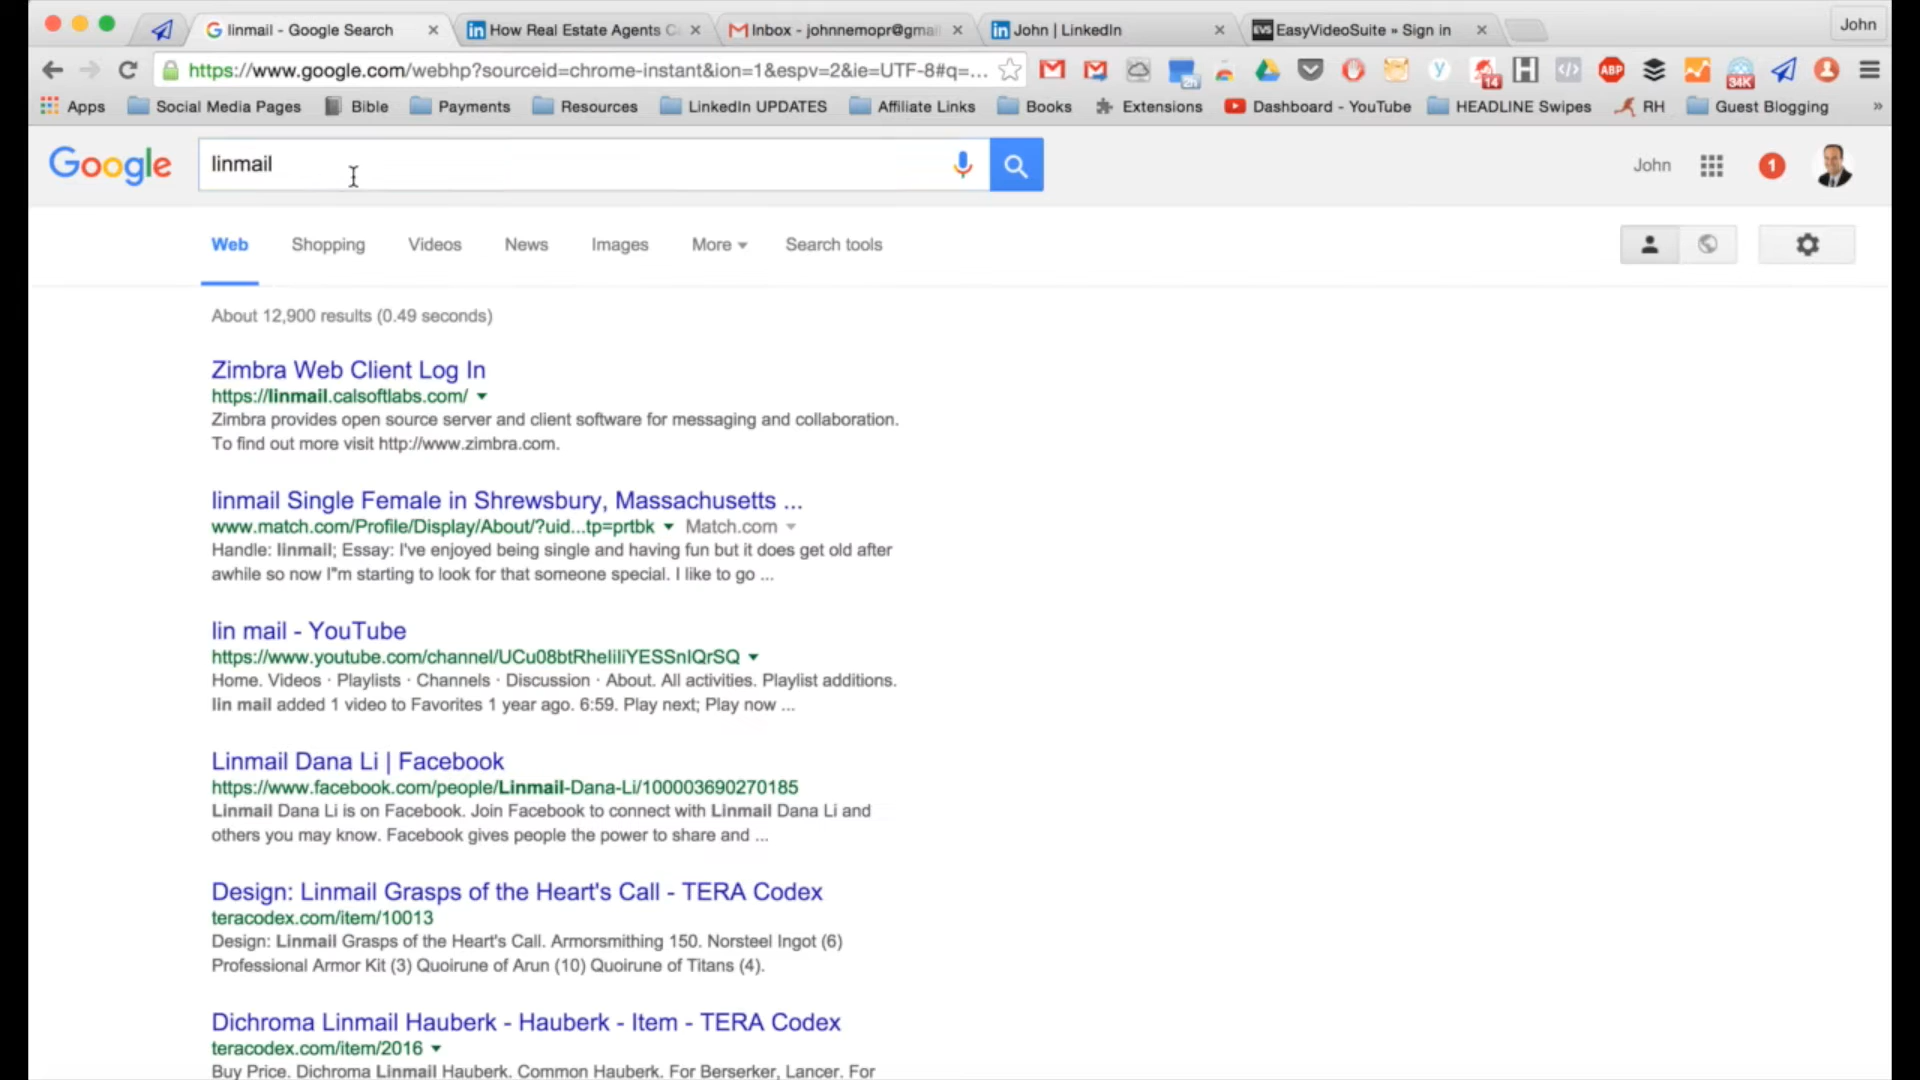 linmail - Google Search
How Real Estate Agents C
Inbox - johnnemopr@gmai
John | LinkedIn
EasyVideoSuite » Sign in
John
https://www.google.com/webhp?sourceid=chrome-instant&ion=1&espv=2&ie=UTF-8#q=...
2h
y
14
H
ABP
34K
Apps
Social Media Pages
Bible
Payments
Resources
LinkedIn UPDATES
Affiliate Links
Books
Extensions
Dashboard - YouTube
HEADLINE Swipes
RH
Guest Blogging
»
Google
linmail
John
1
Web
Shopping
Videos
News
Images
More
Search tools
About 12,900 results (0.49 seconds)
Zimbra Web Client Log In
https://linmail.calsoftlabs.com/
Zimbra provides open source server and client software for messaging and collaboration.
To find out more visit http://www.zimbra.com.
linmail Single Female in Shrewsbury, Massachusetts ...
www.match.com/Profile/Display/About/?uid...tp=prtbk Match.com
Handle: linmail; Essay: I've enjoyed being single and having fun but it does get old after
awhile so now I"m starting to look for that someone special. I like to go ...
lin mail - YouTube
https://www.youtube.com/channel/UCu08btRheliIiYESSnIQrSQ
Home. Videos · Playlists · Channels · Discussion · About. All activities. Playlist additions.
lin mail added 1 video to Favorites 1 year ago. 6:59. Play next; Play now ...
Linmail Dana Li | Facebook
https://www.facebook.com/people/Linmail-Dana-Li/100003690270185
Linmail Dana Li is on Facebook. Join Facebook to connect with Linmail Dana Li and
others you may know. Facebook gives people the power to share and ...
Design: Linmail Grasps of the Heart's Call - TERA Codex
teracodex.com/item/10013
Design: Linmail Grasps of the Heart's Call. Armorsmithing 150. Norsteel Ingot (6)
Professional Armor Kit (3) Quoirune of Arun (10) Quoirune of Titans (4).
Dichroma Linmail Hauberk - Hauberk - Item - TERA Codex
teracodex.com/item/2016
Buy Price. Dichroma Linmail Hauberk. Common Hauberk. For Berserker, Lancer. For